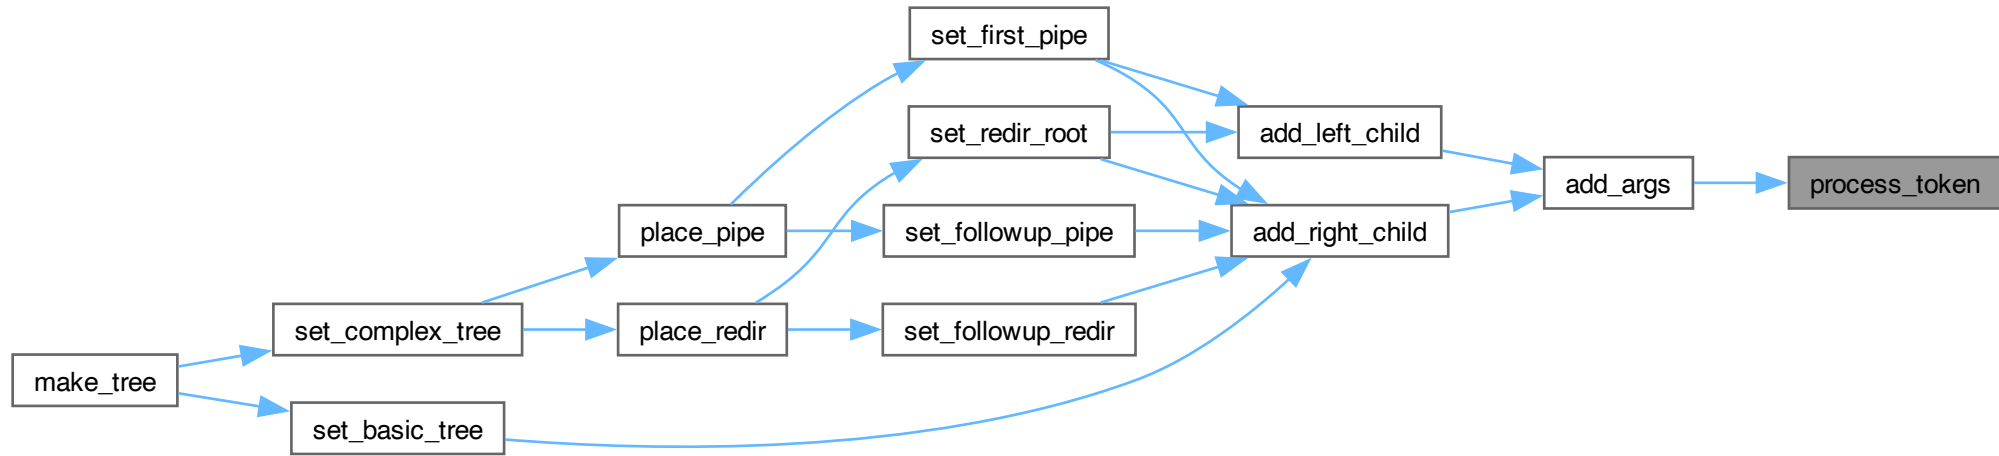 set_first_pipe
set_redir_root
add_left_child
add_args
process_token
place_pipe
set_followup_pipe
add_right_child
set_complex_tree
place_redir
set_followup_redir
make_tree
set_basic_tree